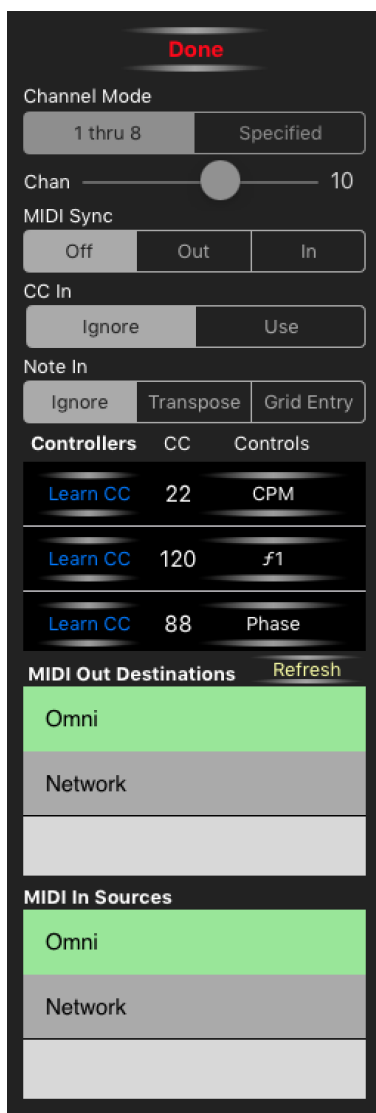 Done
Channel Mode
1 thru 8 Specified
Chan 10
MIDI Sync
Off Out In
CC In
Ignore Use
Note In
Ignore Transpose Grid Entry
Controllers CC Controls
Learn CC 22 CPM
Learn CC 120 ƒ1
Learn CC 88 Phase
MIDI Out Destinations Refresh
Omni
Network
MIDI In Sources
Omni
Network